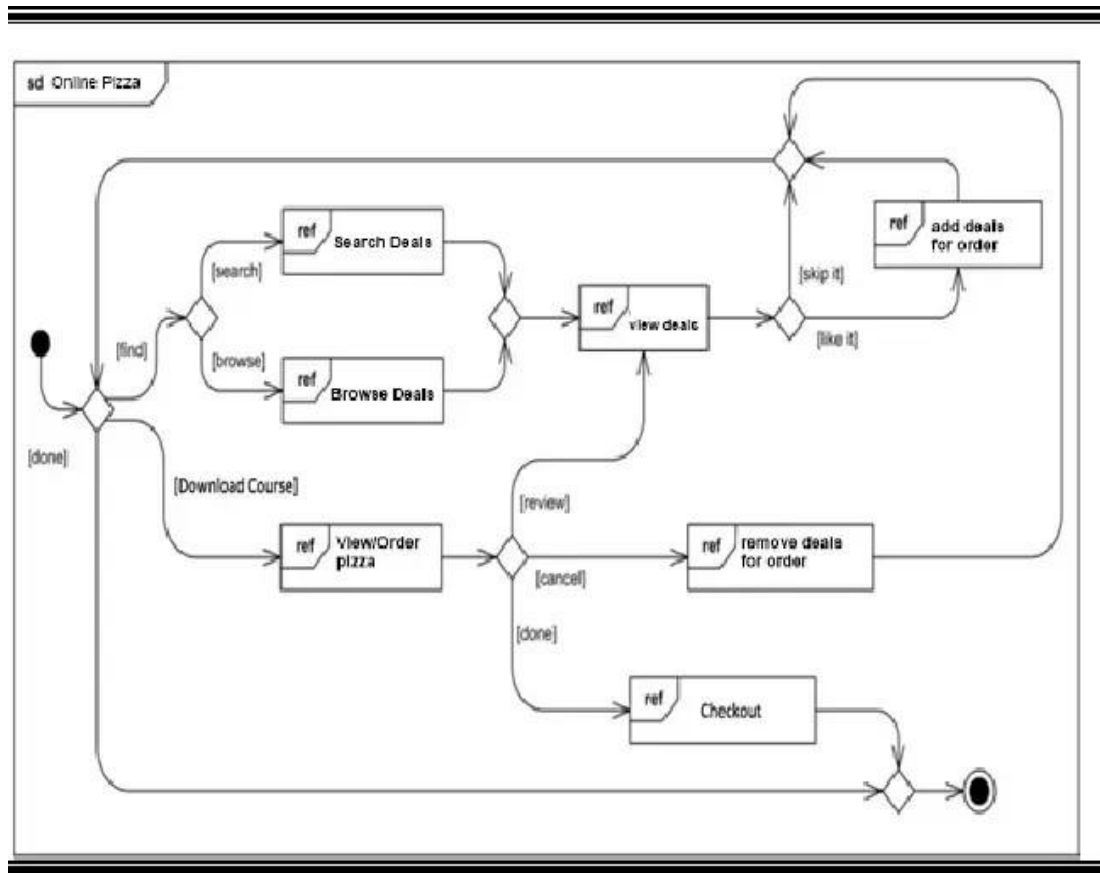 sd Online Pizza
ref
add deals
for order
ref
Search Deals
[search]
[skip it]
ref
view deals
[find]
[like it]
[browse]
ref
Browse Deals
[done]
[Download Course]
[review]
ref
View/Order
pizza
ref
remove deals
for order
[cancel]
[done]
ref
Checkout